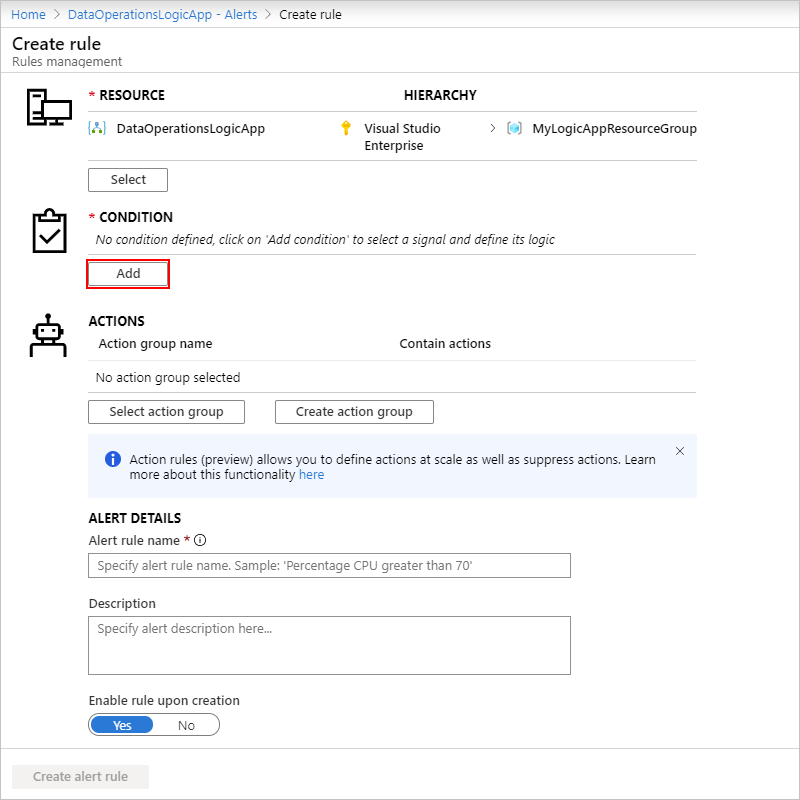 Home > DataOperationsLogicApp - Alerts > Create rule
Create rule
Rules management
* RESOURCE HIERARCHY
DataOperationsLogicApp Visual Studio > MyLogicAppResourceGroup
Enterprise
Select
* CONDITION
No condition defined, click on 'Add condition' to select a signal and define its logic
Add
ACTIONS
Action group name Contain actions
No action group selected
Select action group Create action group
Action rules (preview) allows you to define actions at scale as well as suppress actions. Learn
more about this functionality here
ALERT DETAILS
Alert rule name *
Specify alert rule name. Sample: 'Percentage CPU greater than 70'
Description
Specify alert description here...
Enable rule upon creation
Yes No
Create alert rule